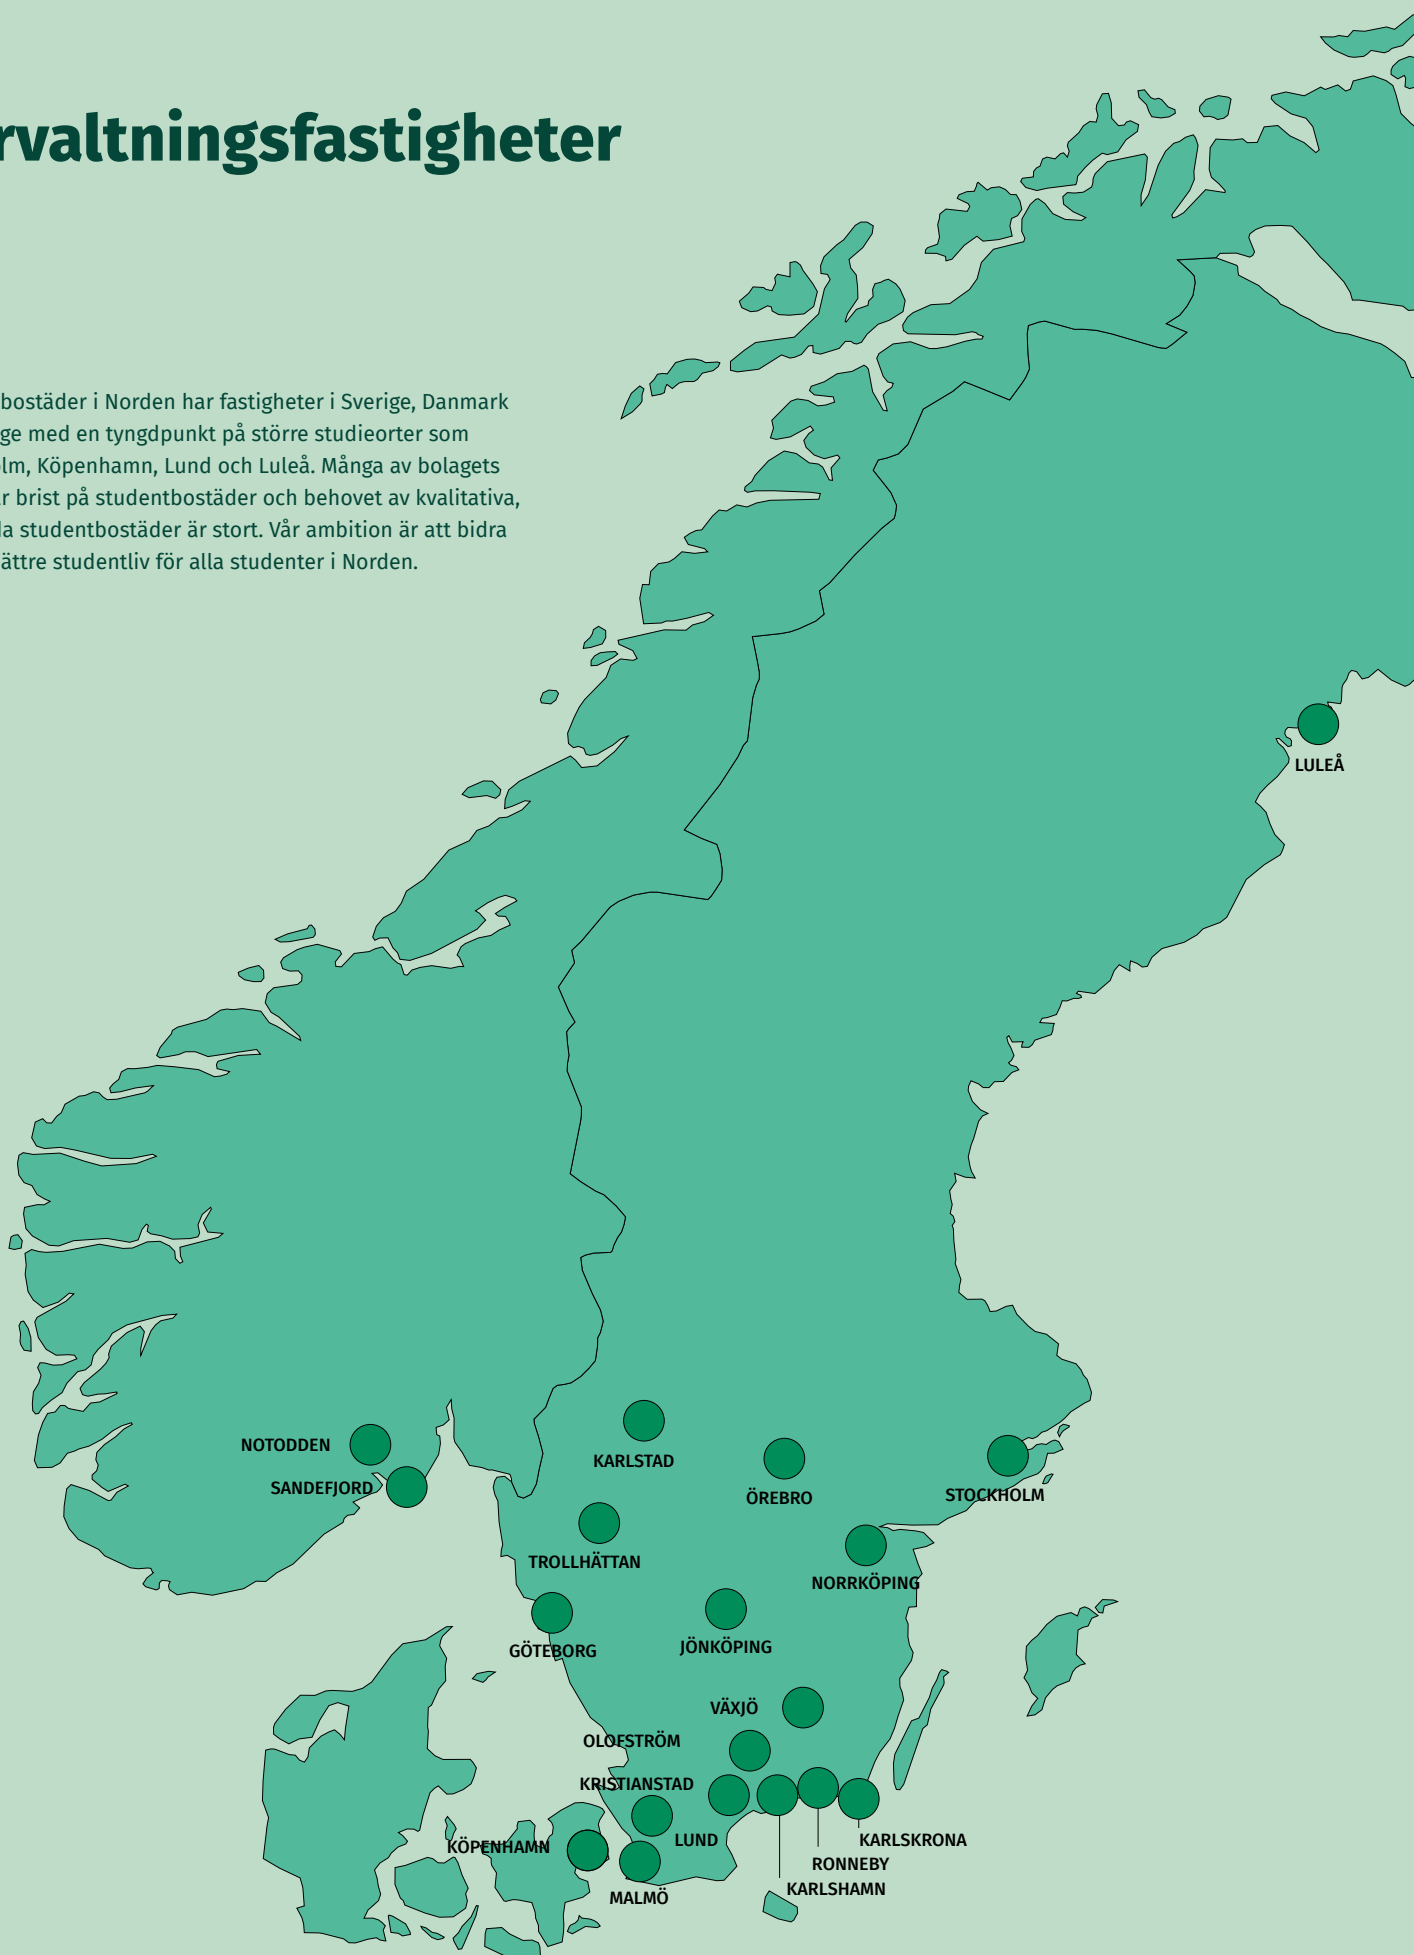 rvaltningsfastigheter
bostäder i Norden har fastigheter i Sverige, Danmark
ge med en tyngdpunkt på större studieorter som
lm, Köpenhamn, Lund och Luleå. Många av bolagets
r brist på studentbostäder och behovet av kvalitativa,
la studentbostäder är stort. Vår ambition är att bidra
ättre studentliv för alla studenter i Norden.
LULEÅ
NOTODDEN
KARLSTAD
SANDEFJORD
ÖREBRO
STOCKHOLM
TROLLHÄTTAN
NORRKÖPING
GÖTEBORG
JÖNKÖPING
VÄXJÖ
OLOFSTRÖM
KRISTIANSTAD
LUND
KARLSKRONA
KÖPENHAMN
RONNEBY
KARLSHAMN
MALMÖ